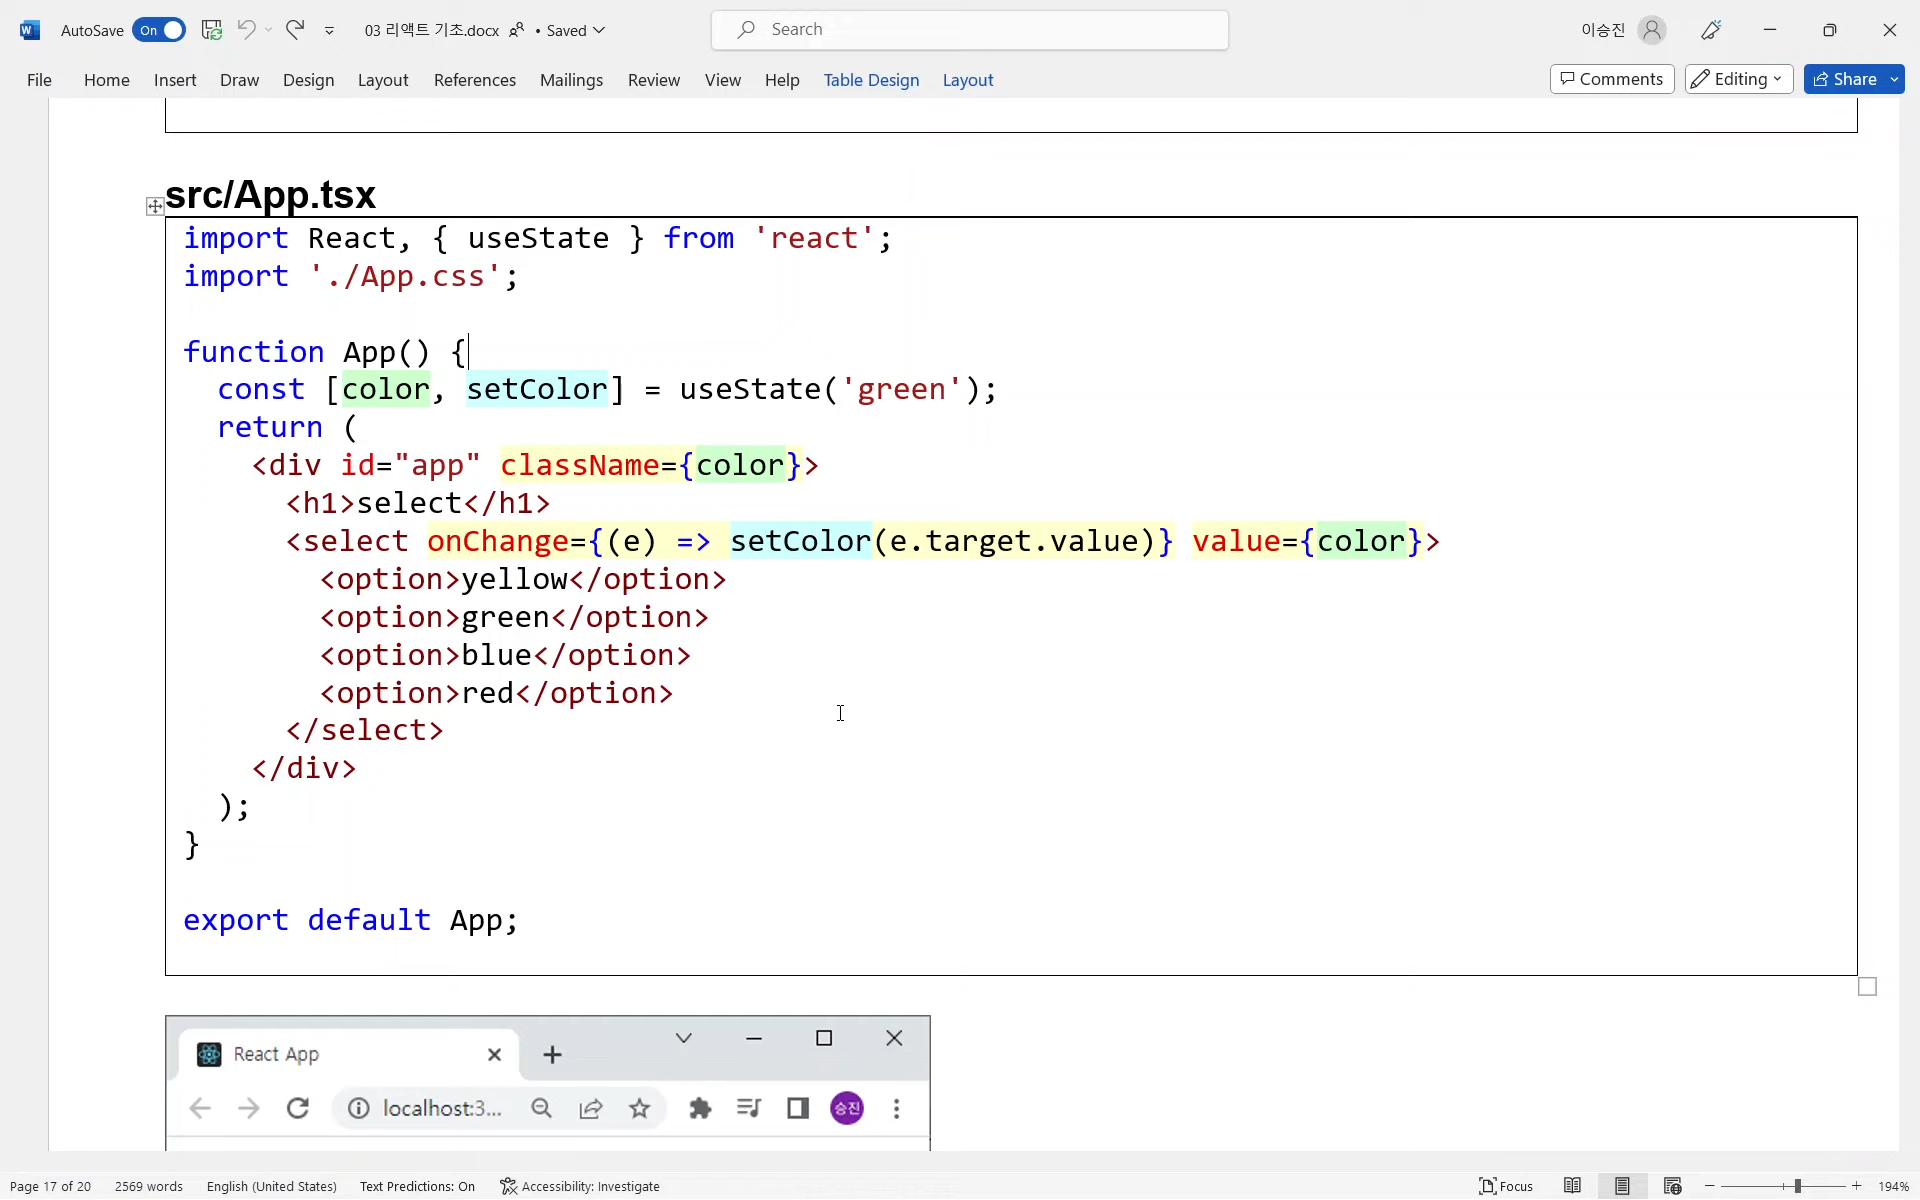 AutoSave On 03 리액트 기초.docx • Saved Search 이승진
File Home Insert Draw Design Layout References Mailings Review View Help Table Design Layout Comments Editing Share
src/App.tsx
import React, { useState } from 'react';
import './App.css';
function App() {
const [color, setColor] = useState('green');
return (
<div id="app" className={color}>
<h1>select</h1>
<select onChange={(e) => setColor(e.target.value)} value={color}>
<option>yellow</option>
<option>green</option>
<option>blue</option>
<option>red</option>
</select>
</div>
);
}
export default App;
React App
localhost:3... 승진
Page 17 of 20 2569 words English (United States) Text Predictions: On Accessibility: Investigate Focus 194%